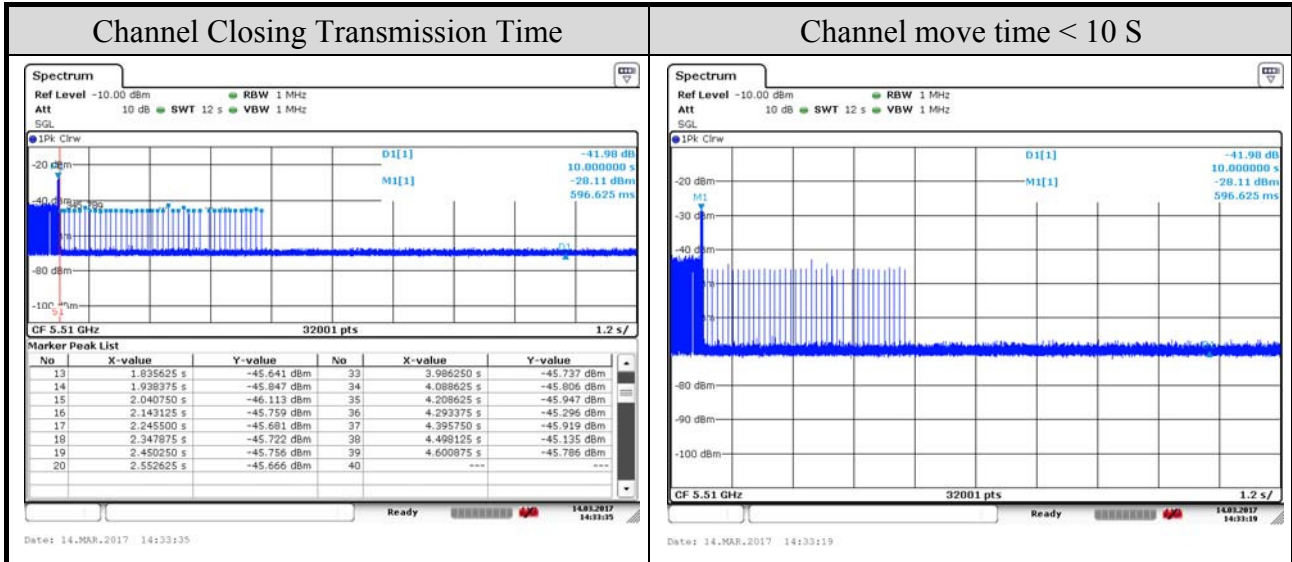 Channel Closing Transmission Time
Channel move time < 10 S
Spectrum
Ref Level -10.00 dBm RBW 1 MHz
Att 10 dB SWT 12 s VBW 1 MHz
SGL
1Pk Clrw
D1[1] -41.98 dB
10.000000 s
M1[1] -28.11 dBm
596.625 ms
-20 dBm
-40 dBm
-80 dBm
D1
S1
CF 5.51 GHz 32001 pts 1.2 s/
Marker Peak List
No X-value Y-value No X-value Y-value
13 1.835625 s -45.641 dBm 33 3.986250 s -45.737 dBm
14 1.938375 s -45.847 dBm 34 4.088625 s -45.806 dBm
15 2.040750 s -46.113 dBm 35 4.208625 s -45.947 dBm
16 2.143125 s -45.759 dBm 36 4.293375 s -45.296 dBm
17 2.245500 s -45.681 dBm 37 4.395750 s -45.919 dBm
18 2.347875 s -45.722 dBm 38 4.498125 s -45.135 dBm
19 2.450250 s -45.756 dBm 39 4.600875 s -45.786 dBm
20 2.552625 s -45.666 dBm 40 --- ---
Ready 14.03.2017
14:33:35
Date: 14.MAR.2017 14:33:35
Spectrum
Ref Level -10.00 dBm RBW 1 MHz
Att 10 dB SWT 12 s VBW 1 MHz
SGL
1Pk Clrw
D1[1] -41.98 dB
10.000000 s
-20 dBm
M1[1] -28.11 dBm
596.625 ms
M1
-30 dBm
-40 dBm
D1
-80 dBm
-90 dBm
-100 dBm
CF 5.51 GHz 32001 pts 1.2 s/
Ready 14.03.2017
14:33:19
Date: 14.MAR.2017 14:33:19